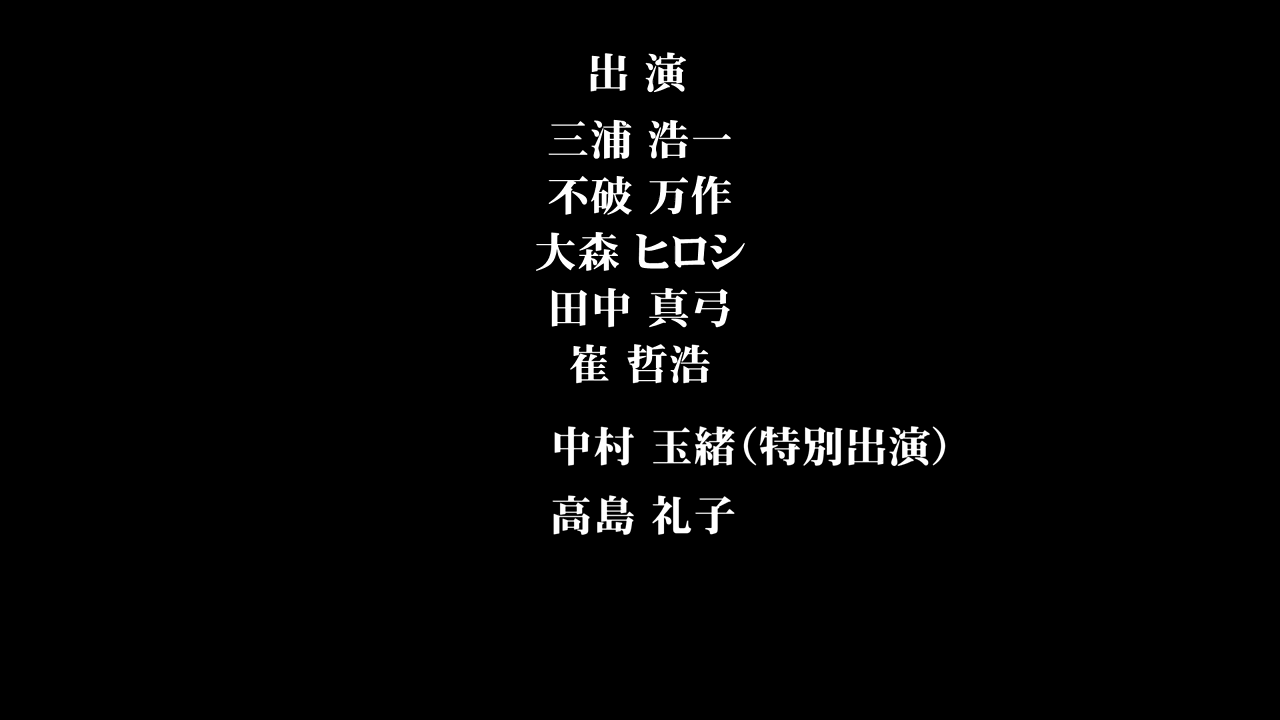 出 演
三浦 浩一
不破 万作
大森 ヒロシ
田中 真弓
崔 哲浩
中村 玉緒(特別出演)
高島 礼子